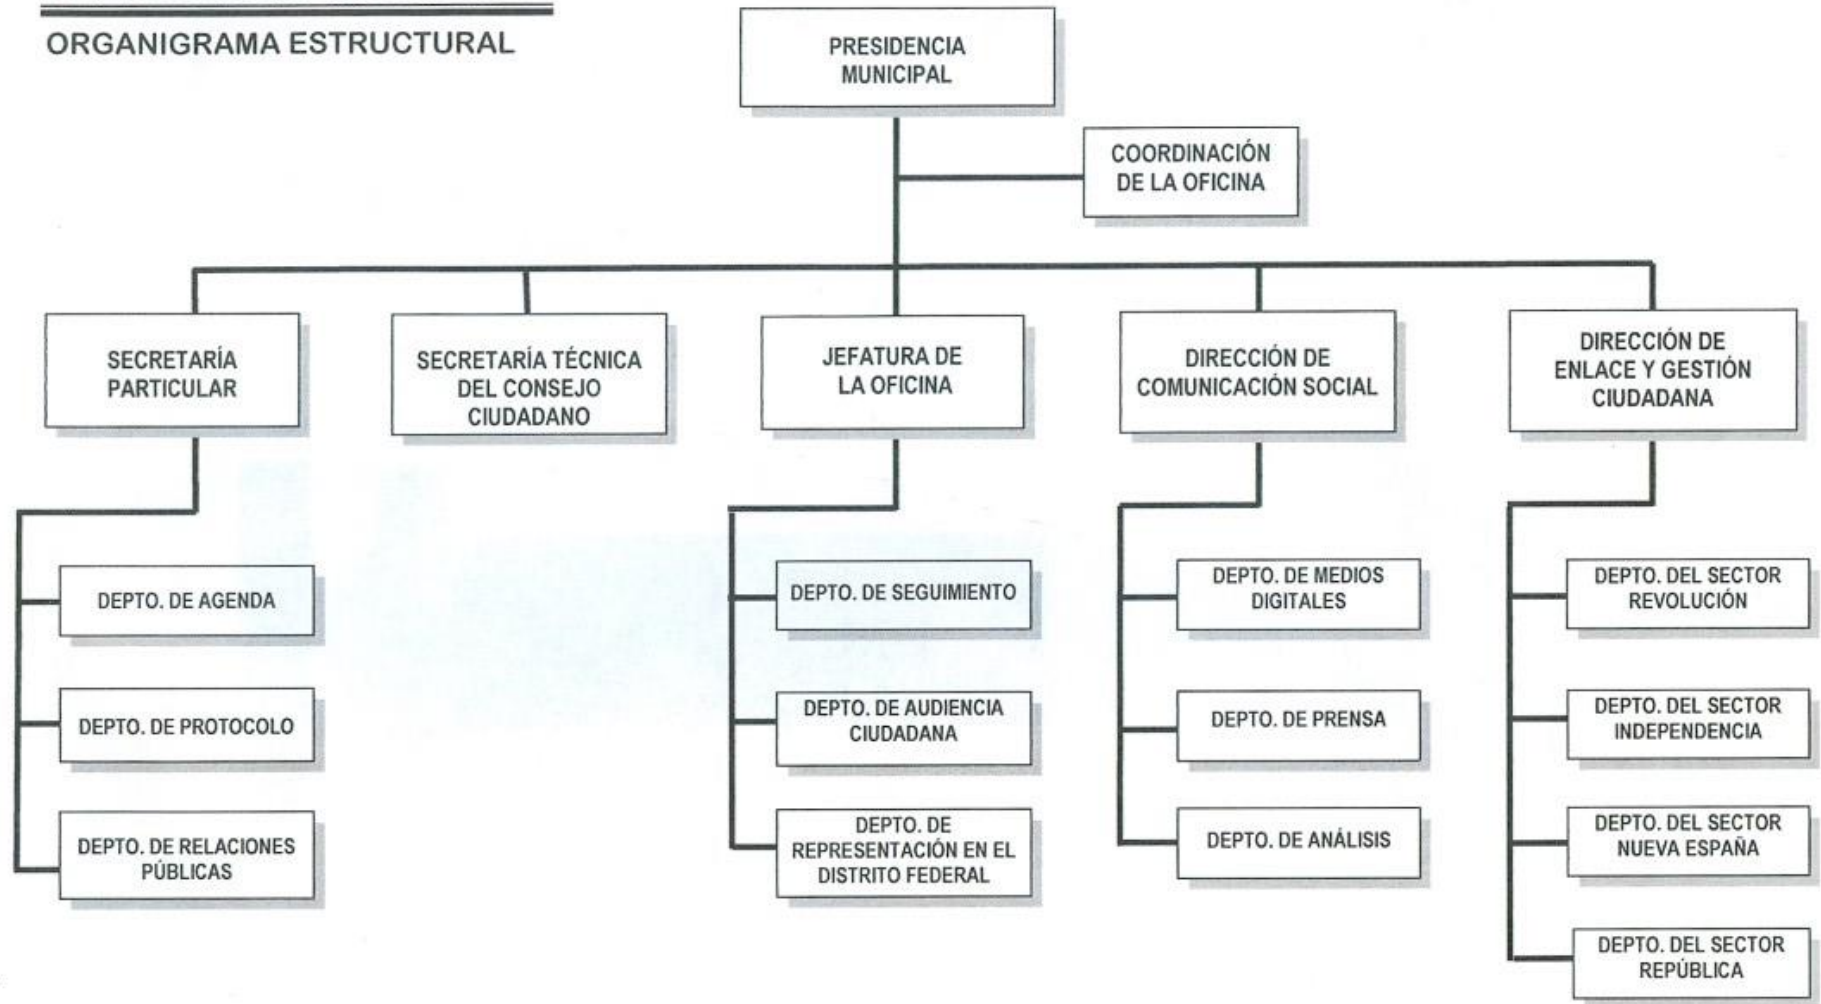 ORGANIGRAMA ESTRUCTURAL
PRESIDENCIA
MUNICIPAL
COORDINACIÓN
DE LA OFICINA
SECRETARÍA
PARTICULAR
SECRETARÍA TÉCNICA
DEL CONSEJO
CIUDADANO
JEFATURA DE
LA OFICINA
DIRECCIÓN DE
COMUNICACIÓN SOCIAL
DIRECCIÓN DE
ENLACE Y GESTIÓN
CIUDADANA
DEPTO. DE AGENDA
DEPTO. DE PROTOCOLO
DEPTO. DE RELACIONES
PÚBLICAS
DEPTO. DE SEGUIMIENTO
DEPTO. DE AUDIENCIA
CIUDADANA
DEPTO. DE
REPRESENTACIÓN EN EL
DISTRITO FEDERAL
DEPTO. DE MEDIOS
DIGITALES
DEPTO. DE PRENSA
DEPTO. DE ANÁLISIS
DEPTO. DEL SECTOR
REVOLUCIÓN
DEPTO. DEL SECTOR
INDEPENDENCIA
DEPTO. DEL SECTOR
NUEVA ESPAÑA
DEPTO. DEL SECTOR
REPÚBLICA